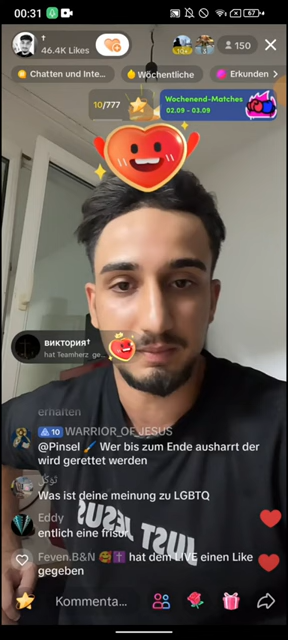 00:31
67
†
46.4K Likes
150
Chatten und Inte...
Wöchentliche
Erkunden
10/777
Wochenend-Matches
02.09 - 03.09
виктория†
hat Teamherz ge...
erhalten
10 WARRIOR_OF_JESUS
@Pinsel 🖌️ Wer bis zum Ende ausharrt der
wird gerettet werden
Was ist deine meinung zu LGBTQ
Eddy
entlich eine frisur
JUST JESUS
Feven.B&N 🥰✝️ hat dem LIVE einen Like
gegeben
Kommenta...